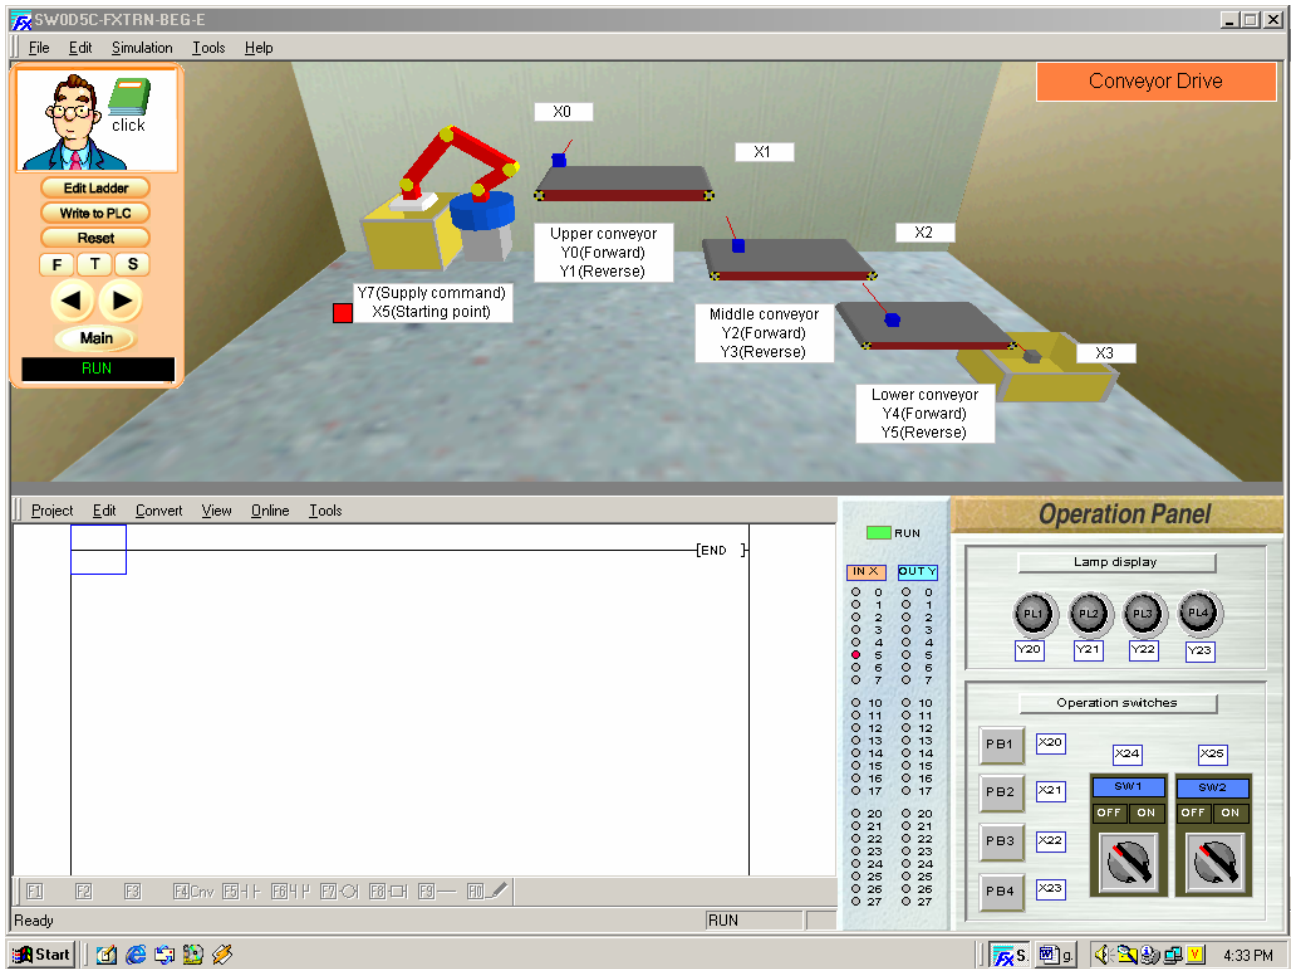 SW0D5C-FXTRN-BEG-E
File Edit Simulation Tools Help
click
Edit Ladder
Write to PLC
Reset
F T S
Main
RUN
Conveyor Drive
X0
X1
X2
X3
Upper conveyor
Y0(Forward)
Y1(Reverse)
Y7(Supply command)
X5(Starting point)
Middle conveyor
Y2(Forward)
Y3(Reverse)
Lower conveyor
Y4(Forward)
Y5(Reverse)
Project Edit Convert View Online Tools
[END ]
RUN
IN X OUT Y
0 0
1 1
2 2
3 3
4 4
5 5
6 6
7 7
10 10
11 11
12 12
13 13
14 14
15 15
16 16
17 17
20 20
21 21
22 22
23 23
24 24
25 25
26 26
27 27
Operation Panel
Lamp display
PL1 PL2 PL3 PL4
Y20 Y21 Y22 Y23
Operation switches
PB1 X20
PB2 X21
PB3 X22
PB4 X23
X24 X25
SW1 SW2
OFF ON OFF ON
F1 F2 F3 F4Cnv F5 F6 F7 F8 F9 F10
Ready RUN
Start S. g. V 4:33 PM